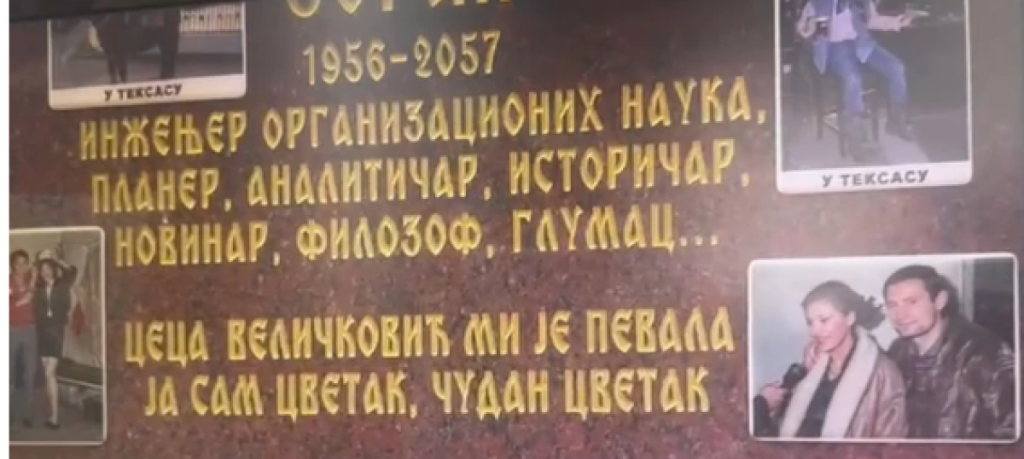 1956-2057
У ТЕКСАСУ
ИНЖЕЊЕР ОРГАНИЗАЦИОНИХ НАУКА,
ПЛАНЕР, АНАЛИТИЧАР, ИСТОРИЧАР,
НОВИНАР, ФИЛОЗОФ, ГЛУМАЦ...
У ТЕКСАСУ
ЦЕЦА ВЕЛИЧКОВИЋ МИ ЈЕ ПЕВАЛА
ЈА САМ ЦВЕТАК, ЧУДАН ЦВЕТАК